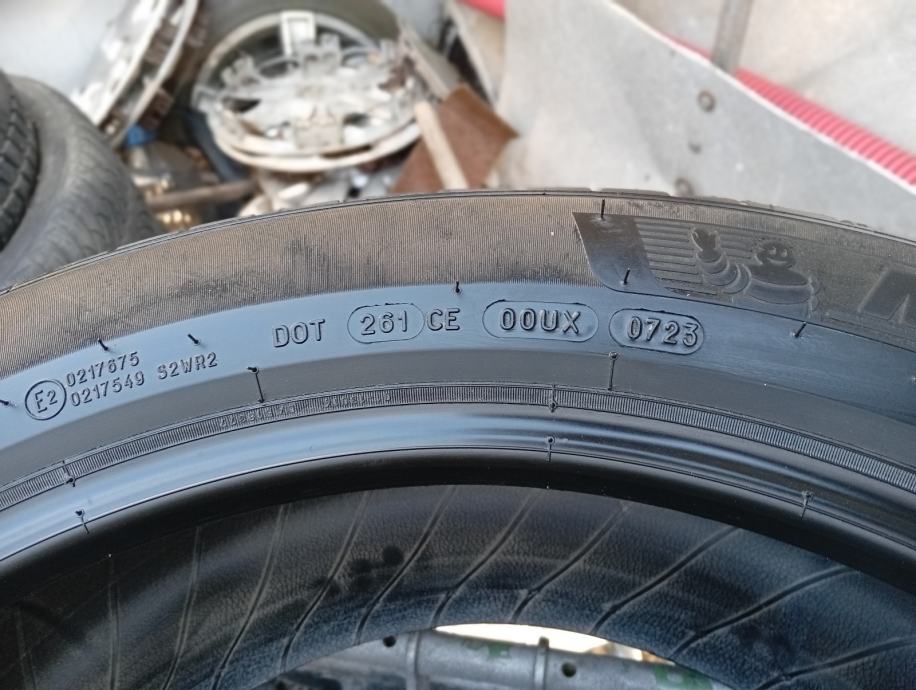 DOT 261 CE 00UX 0723
E2 0217675
0217549 S2WR2